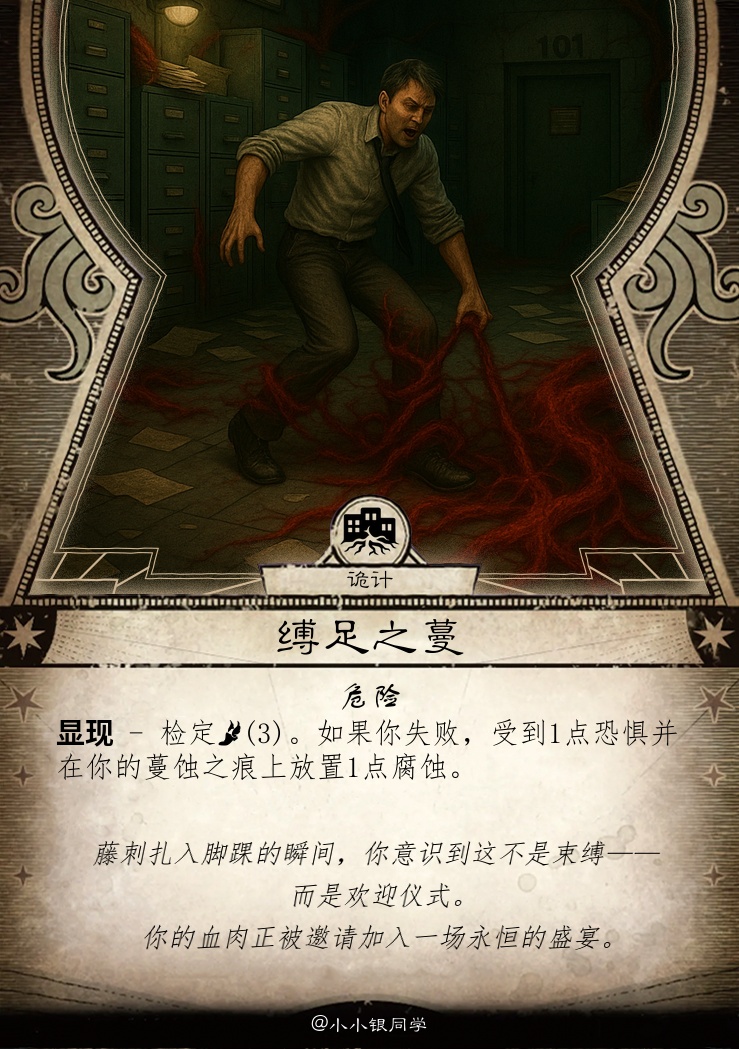 101
诡计
缚足之蔓
危险
显现 - 检定(3)。如果你失败，受到1点恐惧并
在你的蔓蚀之痕上放置1点腐蚀。
藤刺扎入脚踝的瞬间，你意识到这不是束缚——
而是欢迎仪式。
你的血肉正被邀请加入一场永恒的盛宴。
@小小银同学